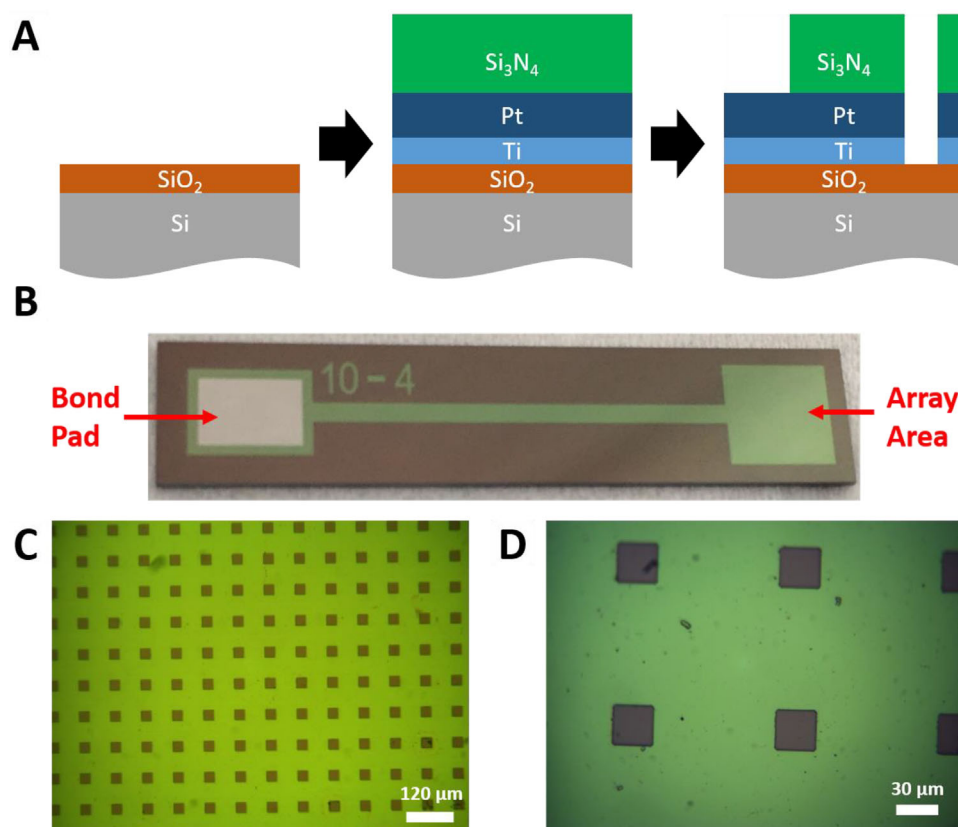 A
Si₃N₄
Pt
Ti
SiO₂
Si
SiO₂
Si
Si₃N₄
Pt
Ti
SiO₂
Si
B
Bond
Pad
10 - 4
Array
Area
C
120 µm
D
30 µm